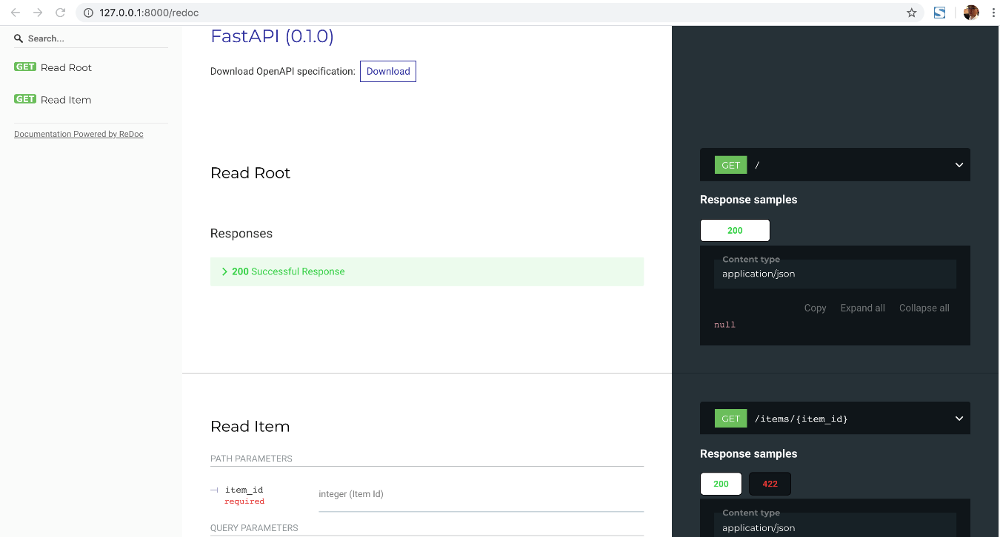 127.0.0.1:8000/redoc
Search...
GET Read Root
GET Read Item
Documentation Powered by ReDoc
FastAPI (0.1.0)
Download OpenAPI specification: Download
Read Root
Responses
200 Successful Response
GET /
Response samples
200
Content type
application/json
Copy Expand all Collapse all
null
Read Item
PATH PARAMETERS
item_id
required
integer (Item Id)
QUERY PARAMETERS
GET /items/{item_id}
Response samples
200 422
Content type
application/json